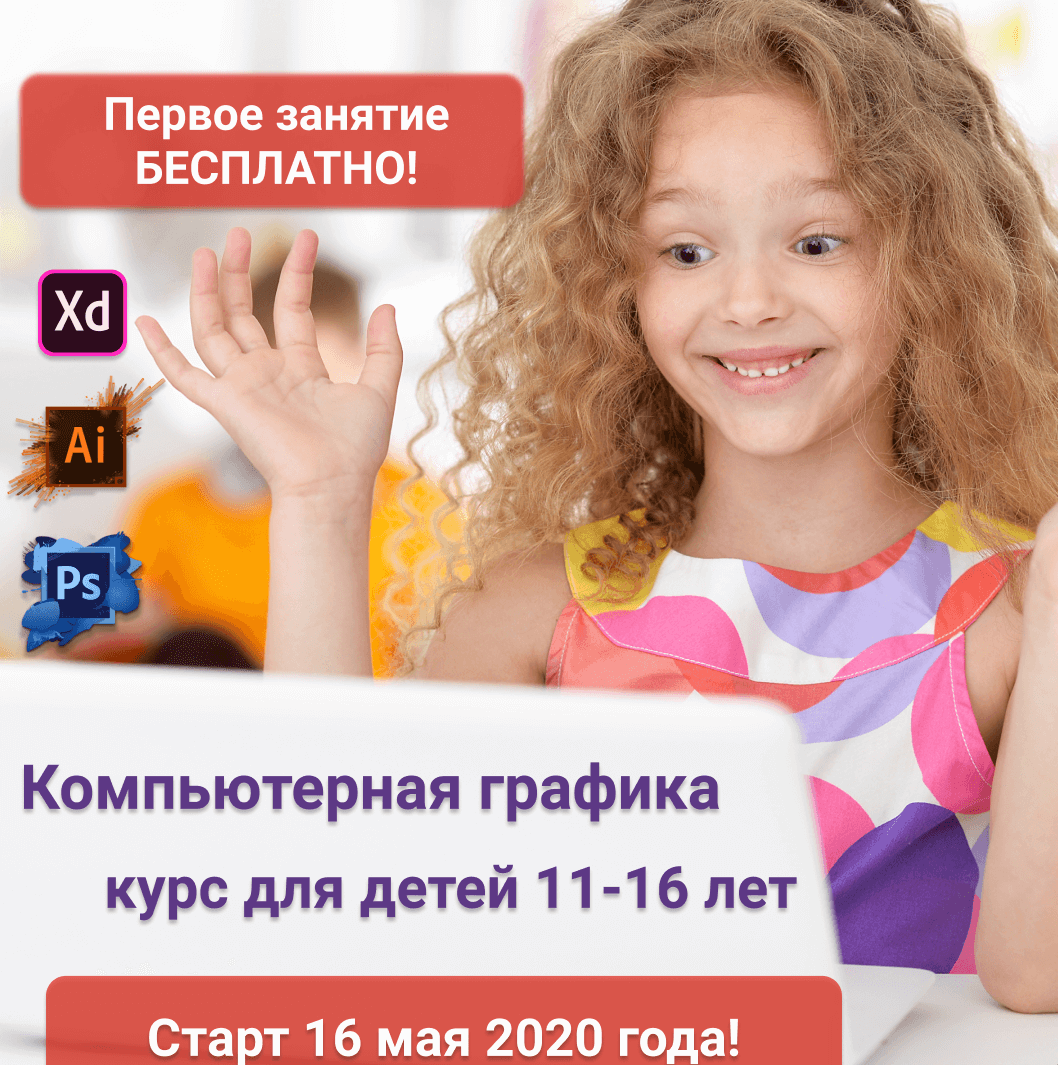 Первое занятие
БЕСПЛАТНО!
Xd
Ai
Ps
Компьютерная графика
курс для детей 11-16 лет
Старт 16 мая 2020 года!